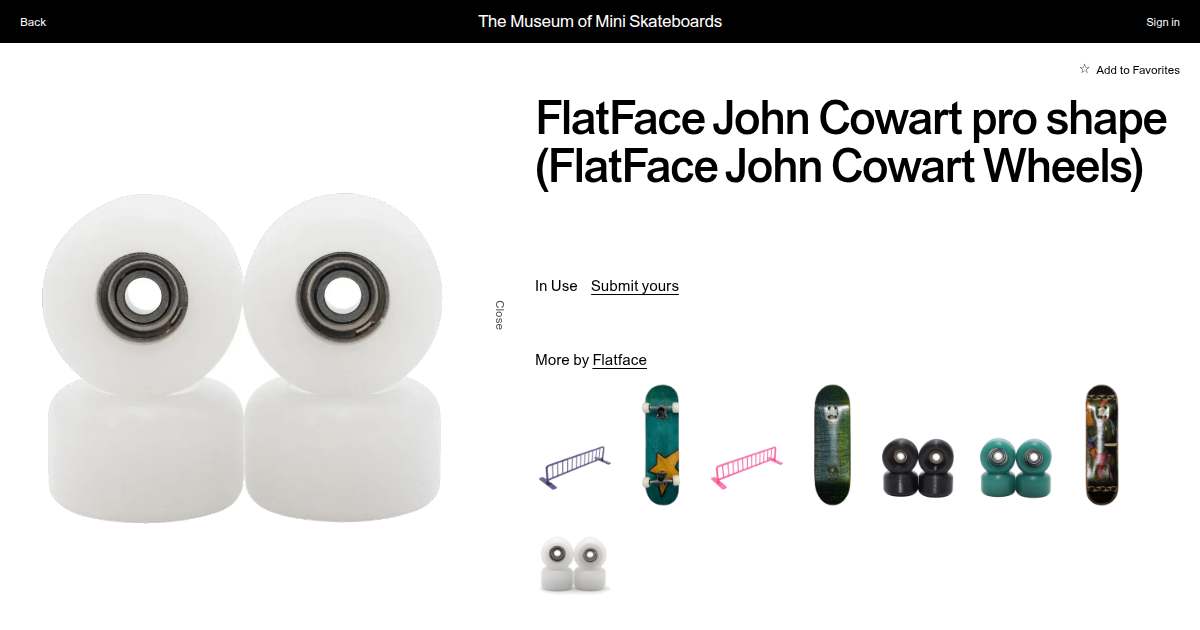 Back
The Museum of Mini Skateboards
Sign in
☆ Add to Favorites
FlatFace John Cowart pro shape
(FlatFace John Cowart Wheels)
In Use Submit yours
Close
More by Flatface